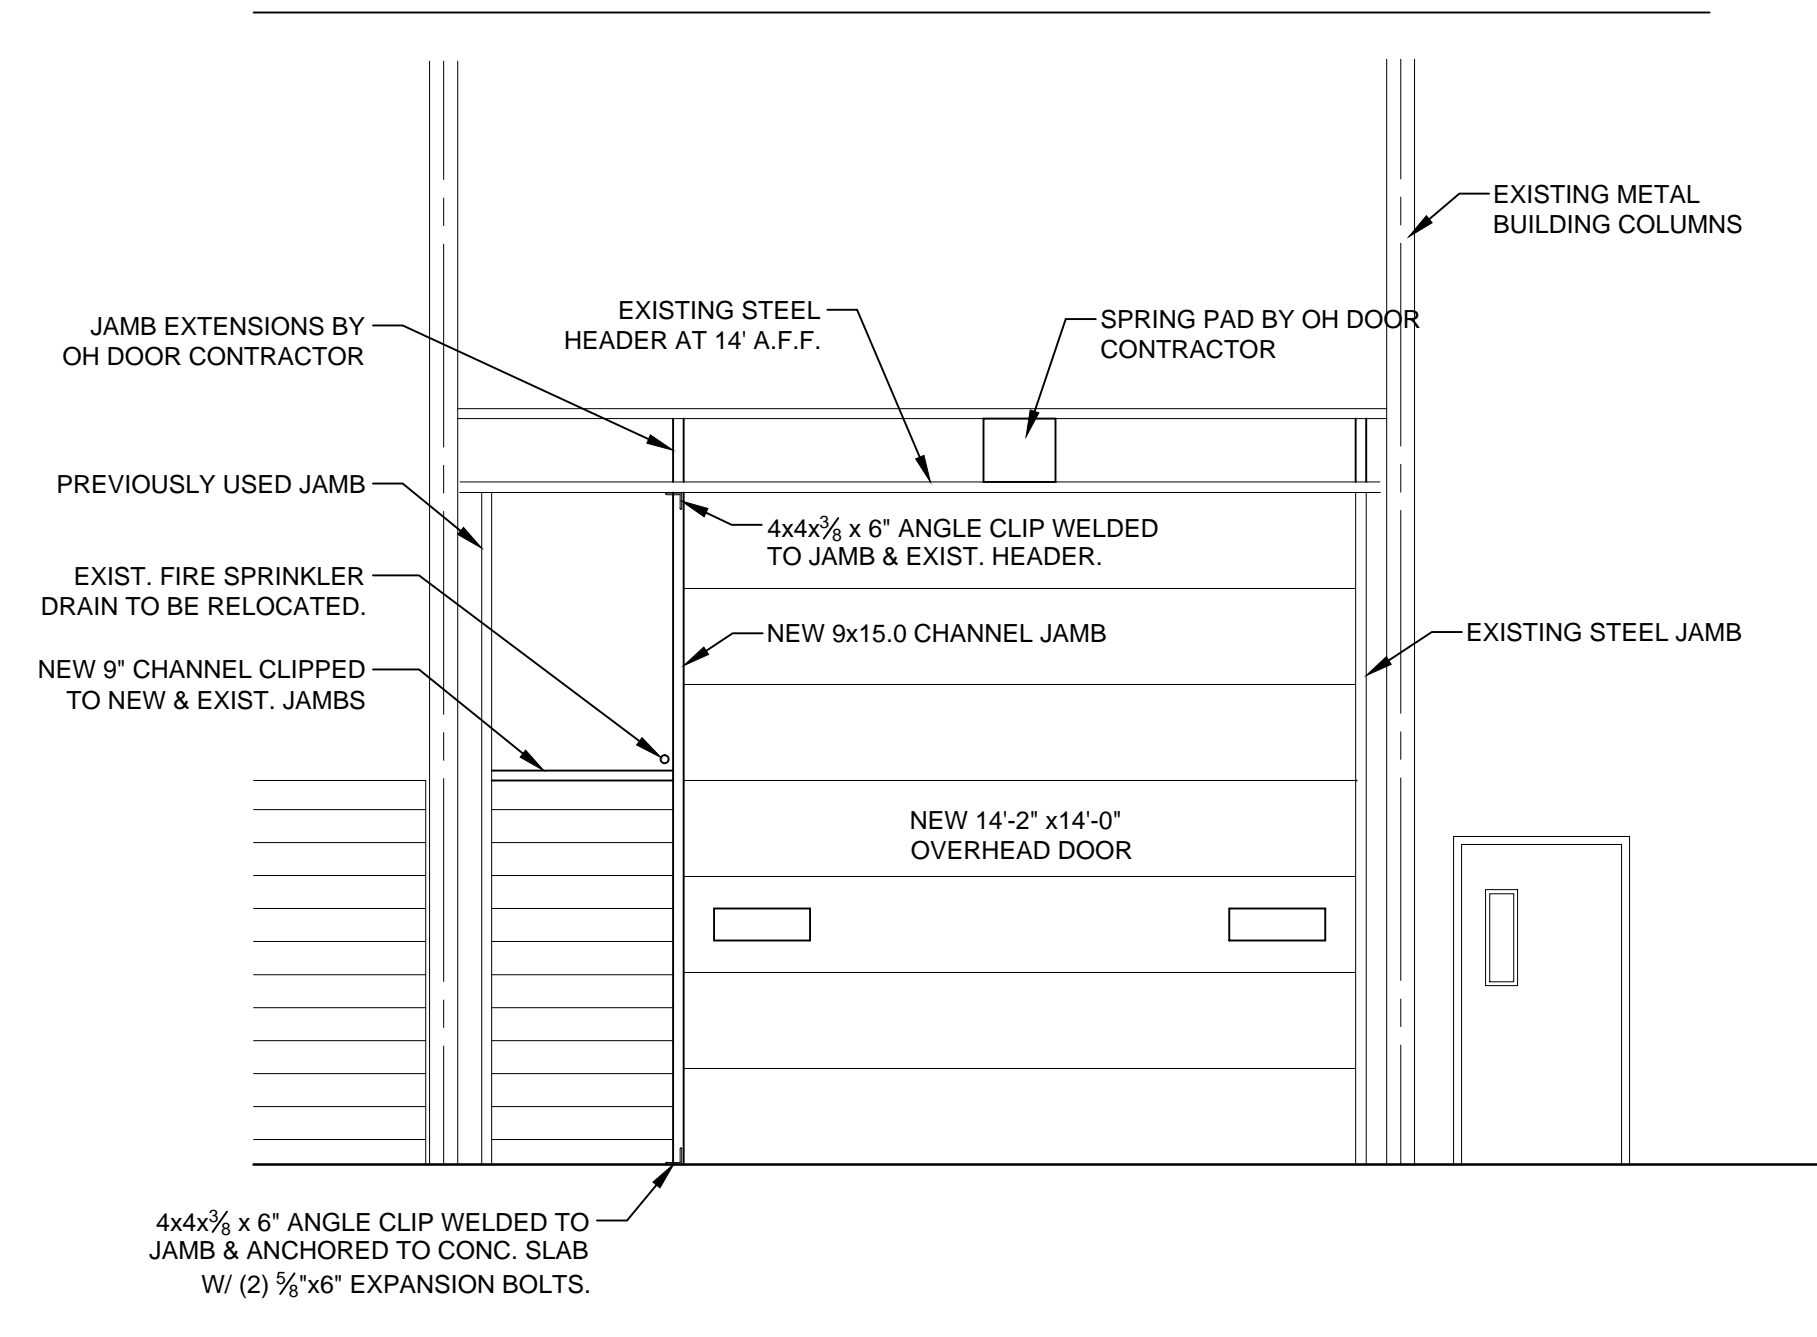 EXISTING METAL
BUILDING COLUMNS
JAMB EXTENSIONS BY
OH DOOR CONTRACTOR
EXISTING STEEL
HEADER AT 14' A.F.F.
SPRING PAD BY OH DOOR
CONTRACTOR
PREVIOUSLY USED JAMB
4x4x⅜ x 6" ANGLE CLIP WELDED
TO JAMB & EXIST. HEADER.
EXIST. FIRE SPRINKLER
DRAIN TO BE RELOCATED.
NEW 9x15.0 CHANNEL JAMB
EXISTING STEEL JAMB
NEW 9" CHANNEL CLIPPED
TO NEW & EXIST. JAMBS
NEW 14'-2" x14'-0"
OVERHEAD DOOR
4x4x⅜ x 6" ANGLE CLIP WELDED TO
JAMB & ANCHORED TO CONC. SLAB
W/ (2) ⅝"x6" EXPANSION BOLTS.